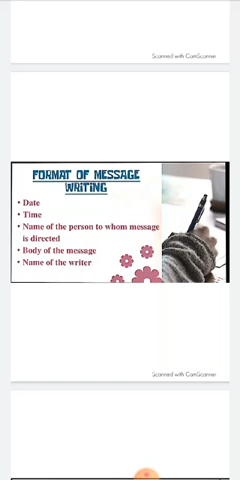 Scanned with CamScanner
FORMAT OF MESSAGE
WRITING
• Date
• Time
• Name of the person to whom message
is directed
• Body of the message
• Name of the writer
Scanned with CamScanner